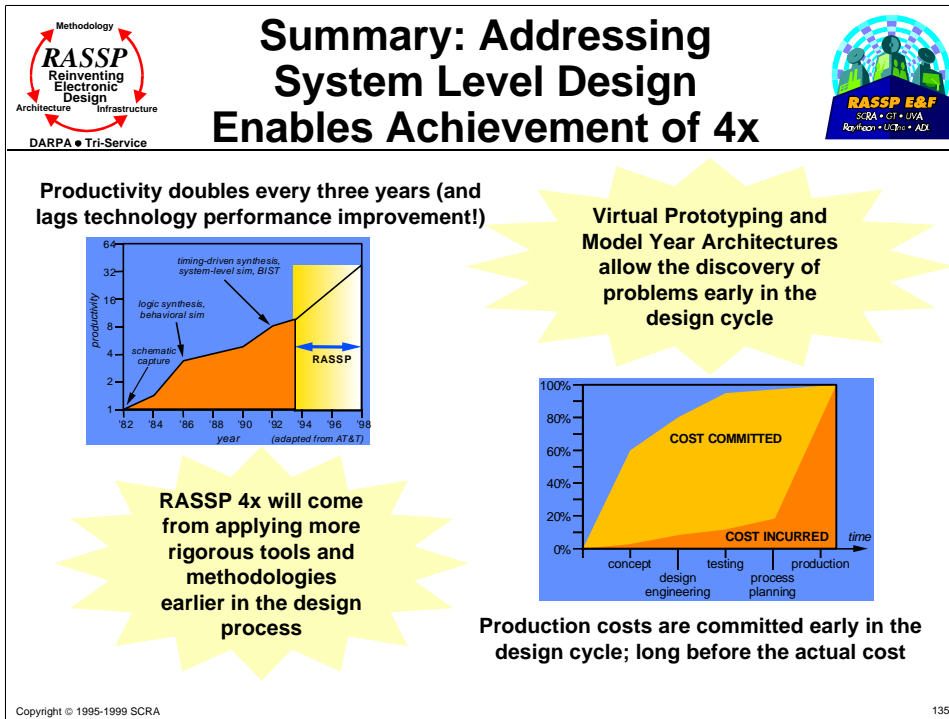 Methodology
RASSP
Reinventing
Electronic
Design
Architecture Infrastructure
DARPA ● Tri-Service
Summary: Addressing
System Level Design
Enables Achievement of 4x
RASSP E&F
SCRA • GT • UVA
Raytheon • UCinc • ADL
Productivity doubles every three years (and
lags technology performance improvement!)
64
32
16
8
4
2
1
productivity
timing-driven synthesis,
system-level sim, BIST
logic synthesis,
behavioral sim
schematic
capture
RASSP
'82 '84 '86 '88 '90 '92 '94 '96 '98
year (adapted from AT&T)
Virtual Prototyping and
Model Year Architectures
allow the discovery of
problems early in the
design cycle
RASSP 4x will come
from applying more
rigorous tools and
methodologies
earlier in the design
process
100%
80%
60%
40%
20%
0%
COST COMMITTED
COST INCURRED
time
concept testing production
design process
engineering planning
Production costs are committed early in the
design cycle; long before the actual cost
Copyright © 1995-1999 SCRA
135